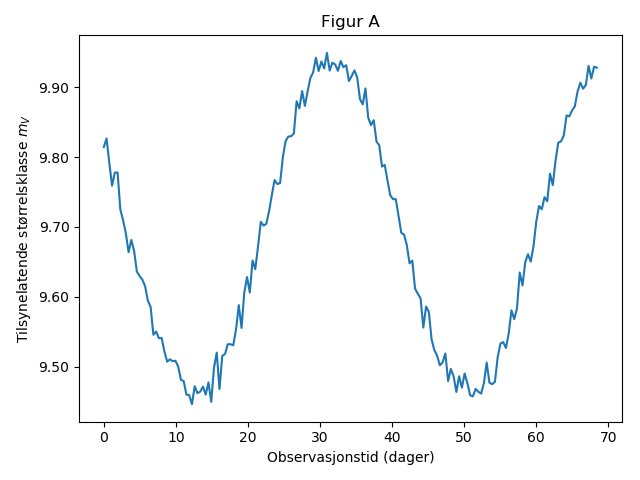 Figur A
Tilsynelatende størrelsklasse $m_V$
9.90
9.80
9.70
9.60
9.50
0 10 20 30 40 50 60 70
Observasjonstid (dager)